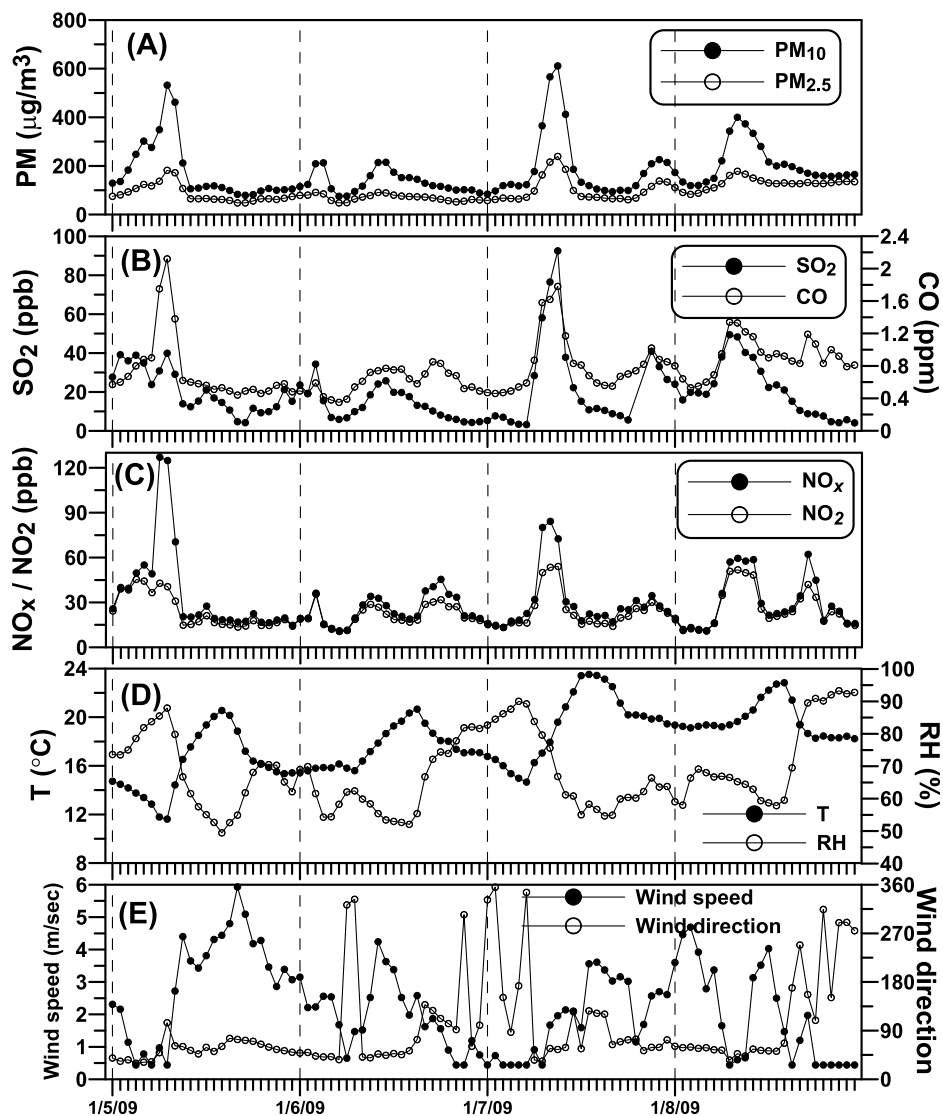 (A)
PM10
PM2.5
PM (μg/m3)
800
600
400
200
0
(B)
SO2
CO
SO2 (ppb)
100
80
60
40
20
0
CO (ppm)
2.4
1.8
1.2
0.6
0
(C)
NOx
NO2
NOx / NO2 (ppb)
120
90
60
30
0
(D)
T
RH
T (°C)
24
20
16
12
8
RH (%)
100
90
80
70
60
50
40
(E)
Wind speed
Wind direction
Wind speed (m/sec)
6
5
4
3
2
1
0
Wind direction
360
270
180
90
0
1/5/09
1/6/09
1/7/09
1/8/09